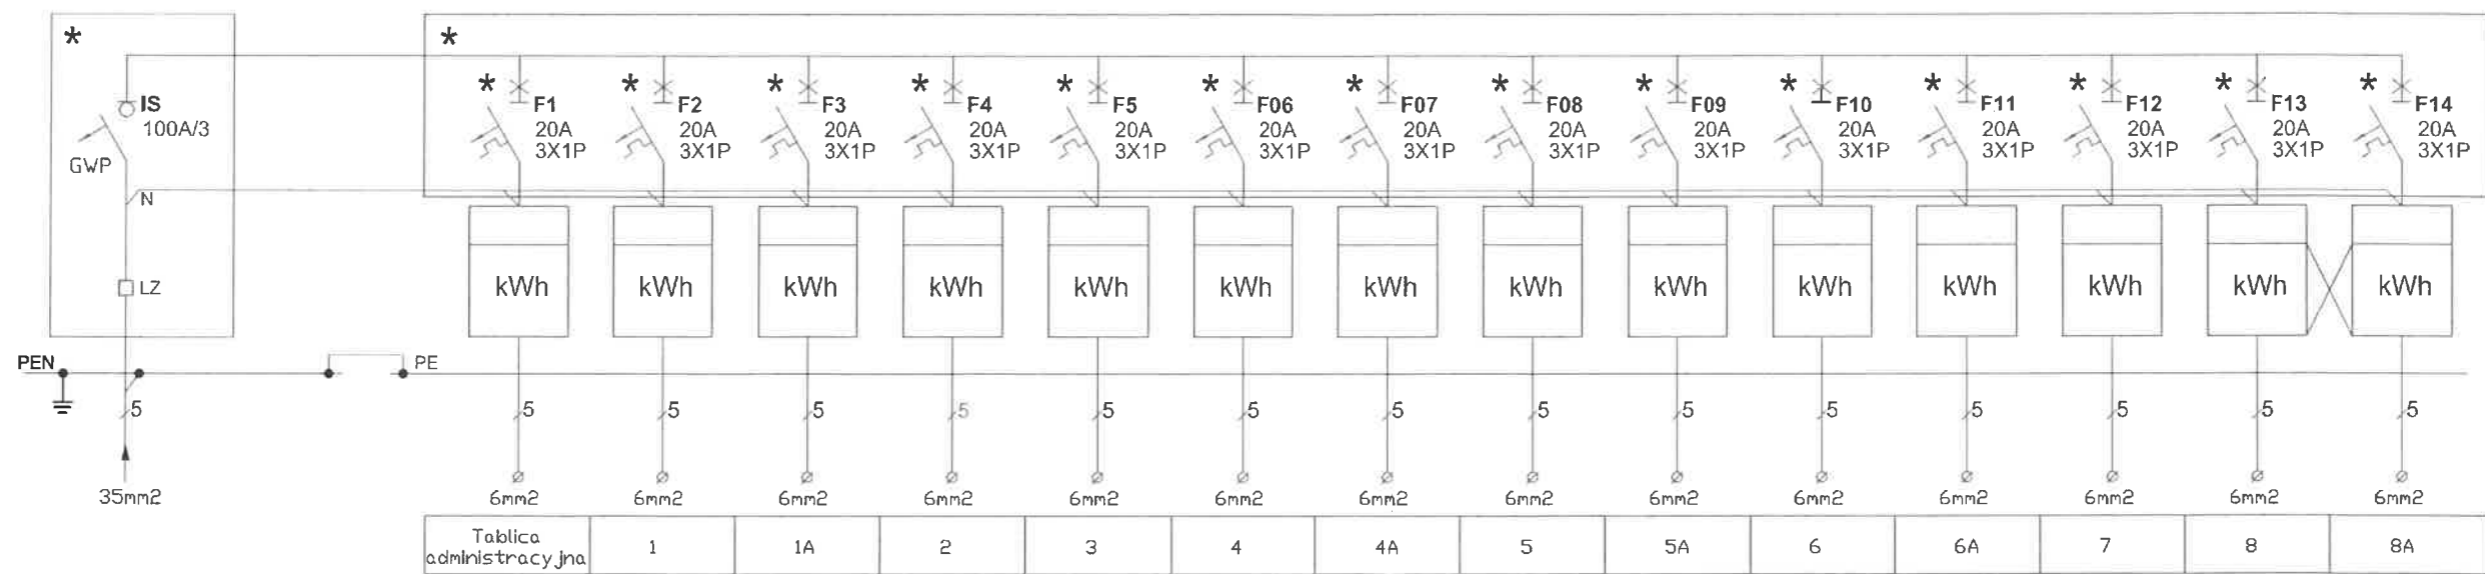 * *
* * * * * * * * * * * * * *
IS F1 F2 F3 F4 F5 F06 F07 F08 F09 F10 F11 F12 F13 F14
100A/3 20A 20A 20A 20A 20A 20A 20A 20A 20A 20A 20A 20A 20A 20A
GWP 3X1P 3X1P 3X1P 3X1P 3X1P 3X1P 3X1P 3X1P 3X1P 3X1P 3X1P 3X1P 3X1P 3X1P
N
LZ kWh kWh kWh kWh kWh kWh kWh kWh kWh kWh kWh kWh kWh kWh
PEN PE
5 5 5 5 5 5 5 5 5 5 5 5 5 5 5
35mm2 6mm2 6mm2 6mm2 6mm2 6mm2 6mm2 6mm2 6mm2 6mm2 6mm2 6mm2 6mm2 6mm2 6mm2
Tablica
administracyjna 1 1A 2 3 4 4A 5 5A 6 6A 7 8 8A